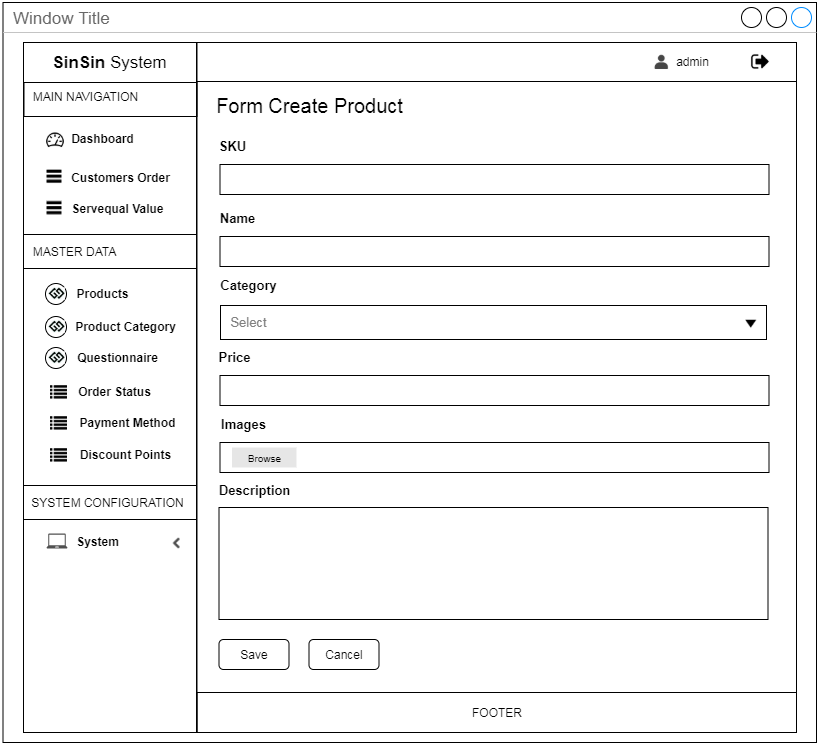 Window Title
SinSin System
admin
MAIN NAVIGATION
Dashboard
Customers Order
Servequal Value
MASTER DATA
Products
Product Category
Questionnaire
Order Status
Payment Method
Discount Points
SYSTEM CONFIGURATION
System
Form Create Product
SKU
Name
Category
Select
Price
Images
Browse
Description
Save
Cancel
FOOTER